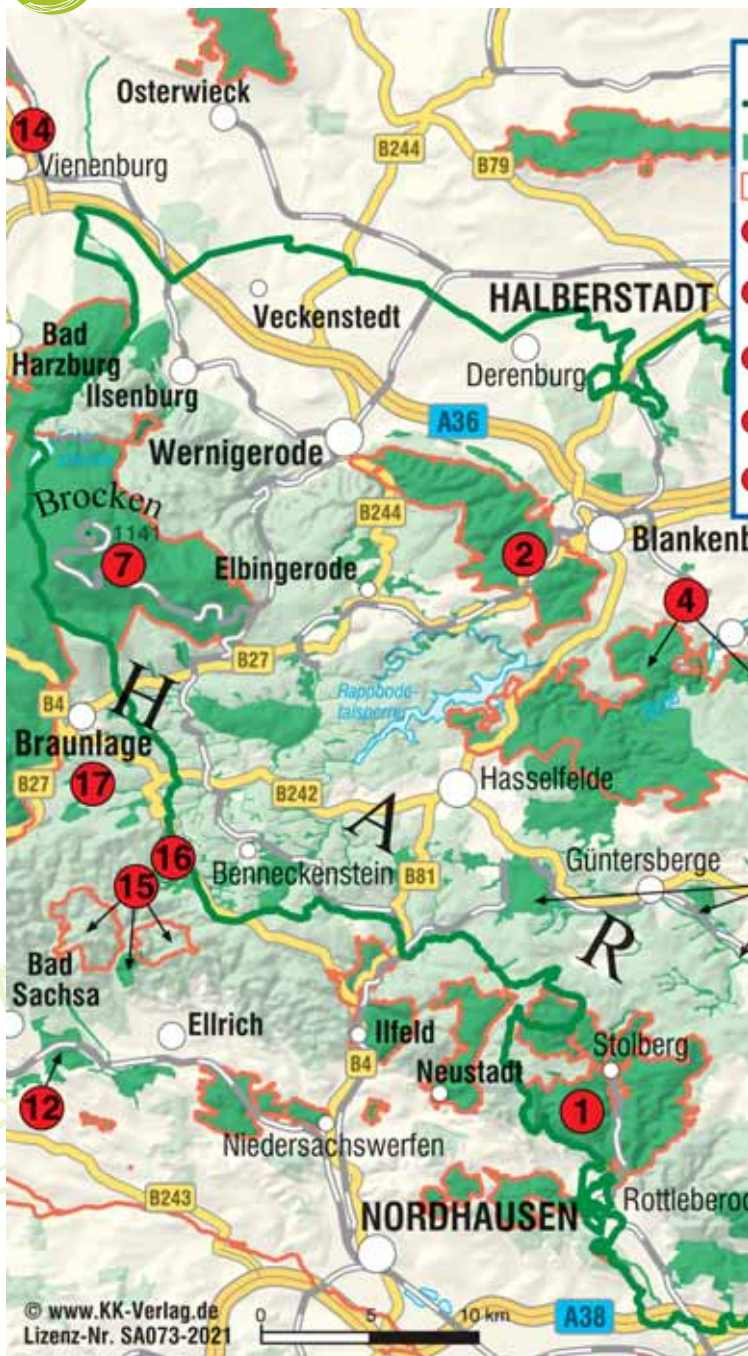 Osterwieck
14
Vienenburg
B244
B79
HALBERSTADT
Veckenstedt
Bad
Harzburg
Ilsenburg
Derenburg
A36
Wernigerode
Brocken
1141
7
B244
2
Blankenb
Elbingerode
4
B27
Rappbode-
talsperre
H
B4
Braunlage
B27
17
Hasselfelde
B242
A
16
Benneckenstein
B81
Güntersberge
15
R
Bad
Sachsa
Ellrich
Ilfeld
Stolberg
B4
Neustadt
12
1
Niedersachswerfen
B243
Rottleberod
NORDHAUSEN
© www.KK-Verlag.de
Lizenz-Nr. SA073-2021
0 5 10 km
A38